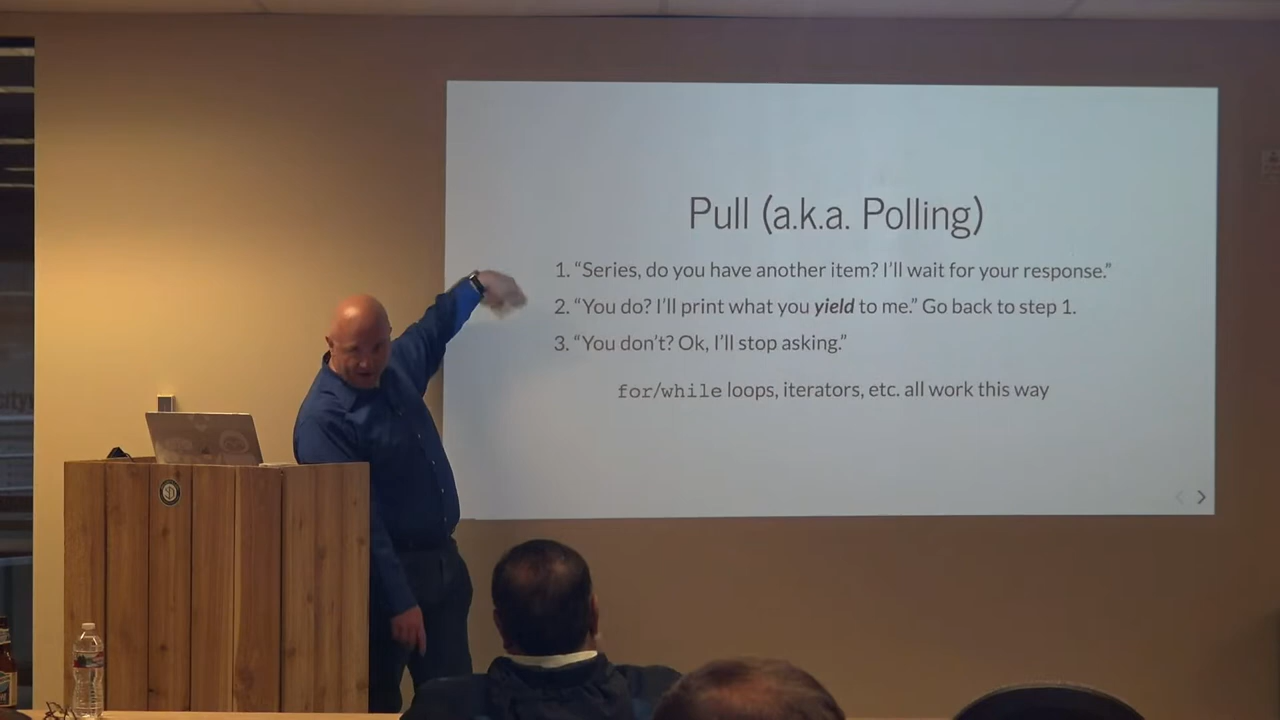 Pull (a.k.a. Polling)
1. “Series, do you have another item? I’ll wait for your response.”
2. “You do? I’ll print what you yield to me.” Go back to step 1.
3. “You don’t? Ok, I’ll stop asking.”
for/while loops, iterators, etc. all work this way